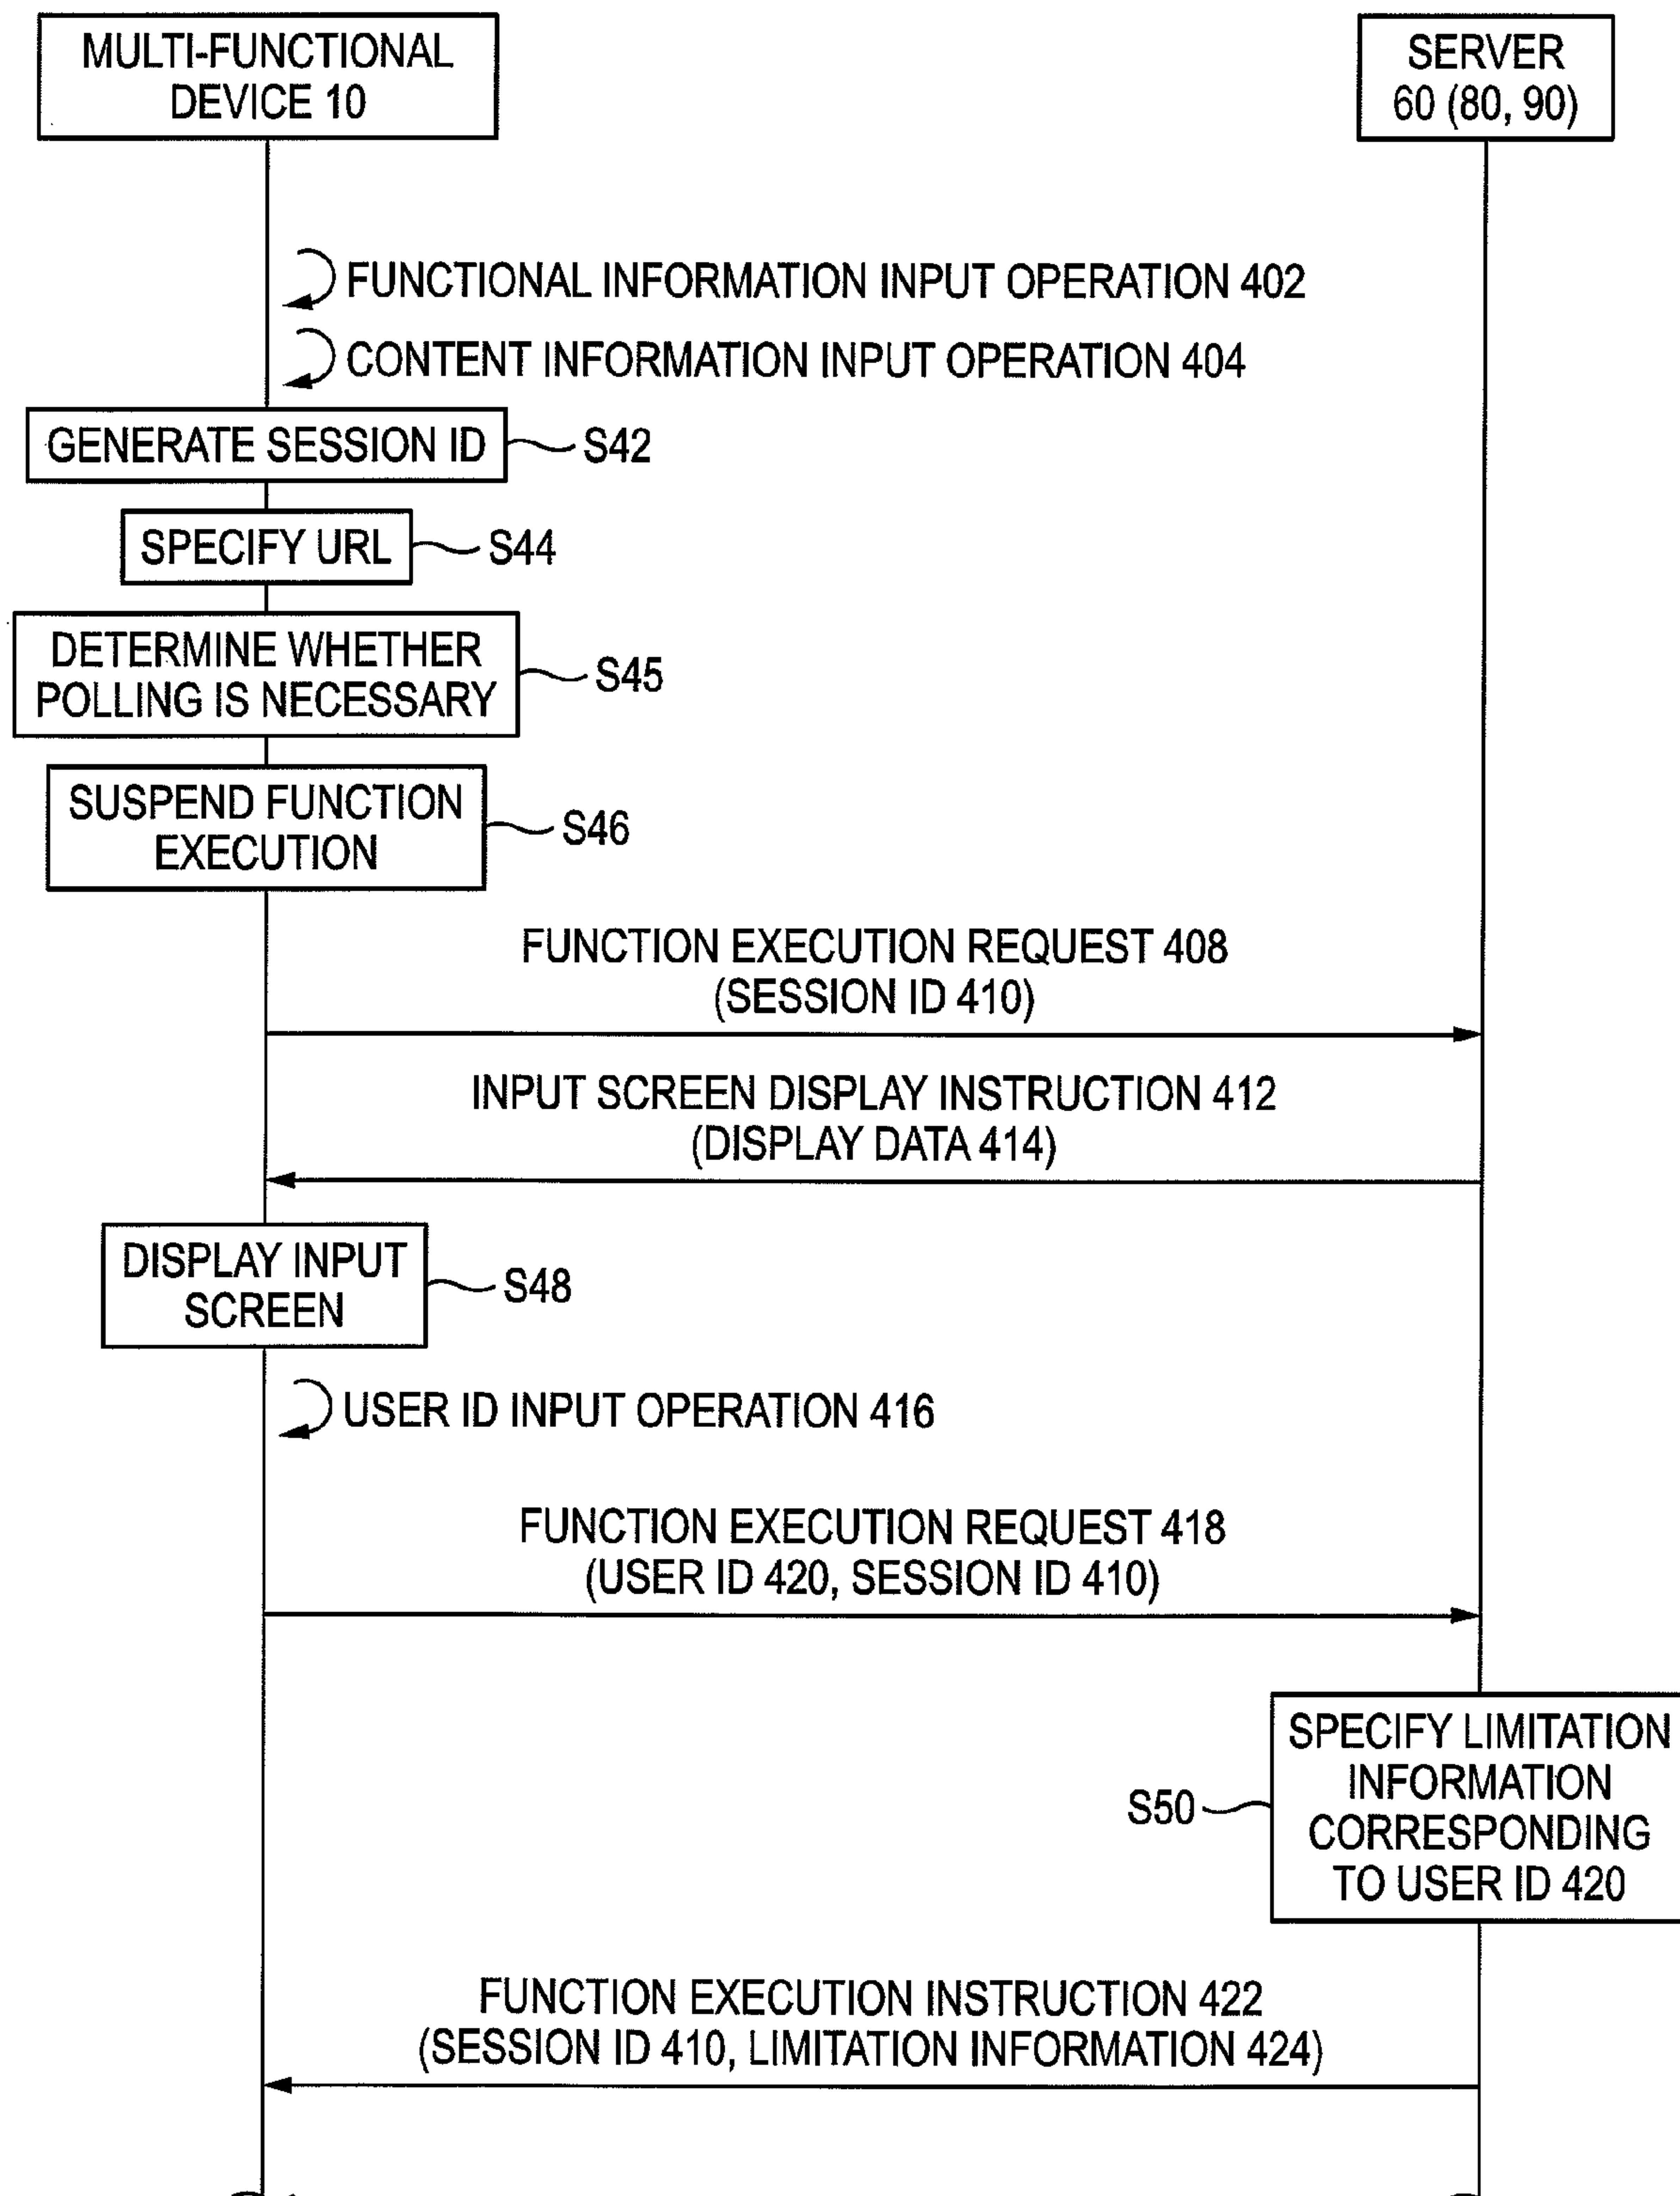 MULTI-FUNCTIONAL
DEVICE 10
SERVER
60 (80, 90)
FUNCTIONAL INFORMATION INPUT OPERATION 402
CONTENT INFORMATION INPUT OPERATION 404
GENERATE SESSION ID
S42
SPECIFY URL
S44
DETERMINE WHETHER
POLLING IS NECESSARY
S45
SUSPEND FUNCTION
EXECUTION
S46
FUNCTION EXECUTION REQUEST 408
(SESSION ID 410)
INPUT SCREEN DISPLAY INSTRUCTION 412
(DISPLAY DATA 414)
DISPLAY INPUT
SCREEN
S48
USER ID INPUT OPERATION 416
FUNCTION EXECUTION REQUEST 418
(USER ID 420, SESSION ID 410)
SPECIFY LIMITATION
INFORMATION
CORRESPONDING
TO USER ID 420
S50
FUNCTION EXECUTION INSTRUCTION 422
(SESSION ID 410, LIMITATION INFORMATION 424)